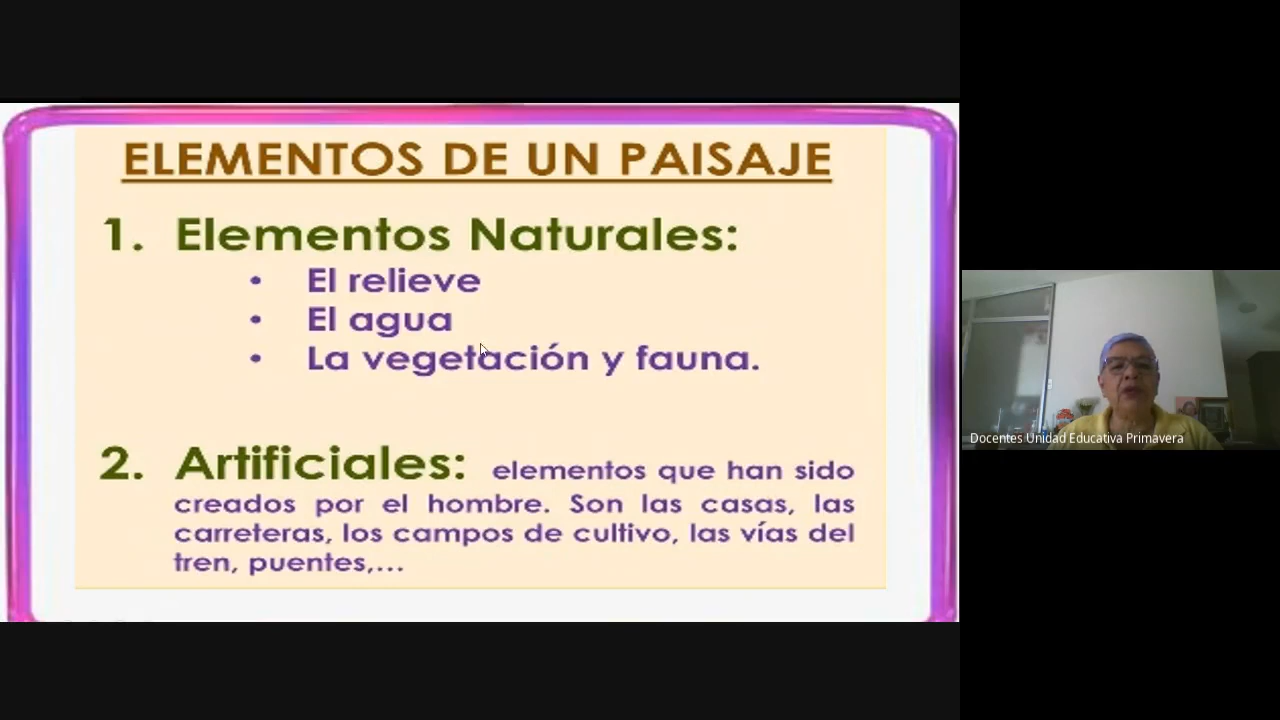 ELEMENTOS DE UN PAISAJE
1. Elementos Naturales:
• El relieve
• El agua
• La vegetación y fauna.
2. Artificiales: elementos que han sido
creados por el hombre. Son las casas, las
carreteras, los campos de cultivo, las vías del
tren, puentes,...
Docentes Unidad Educativa Primavera